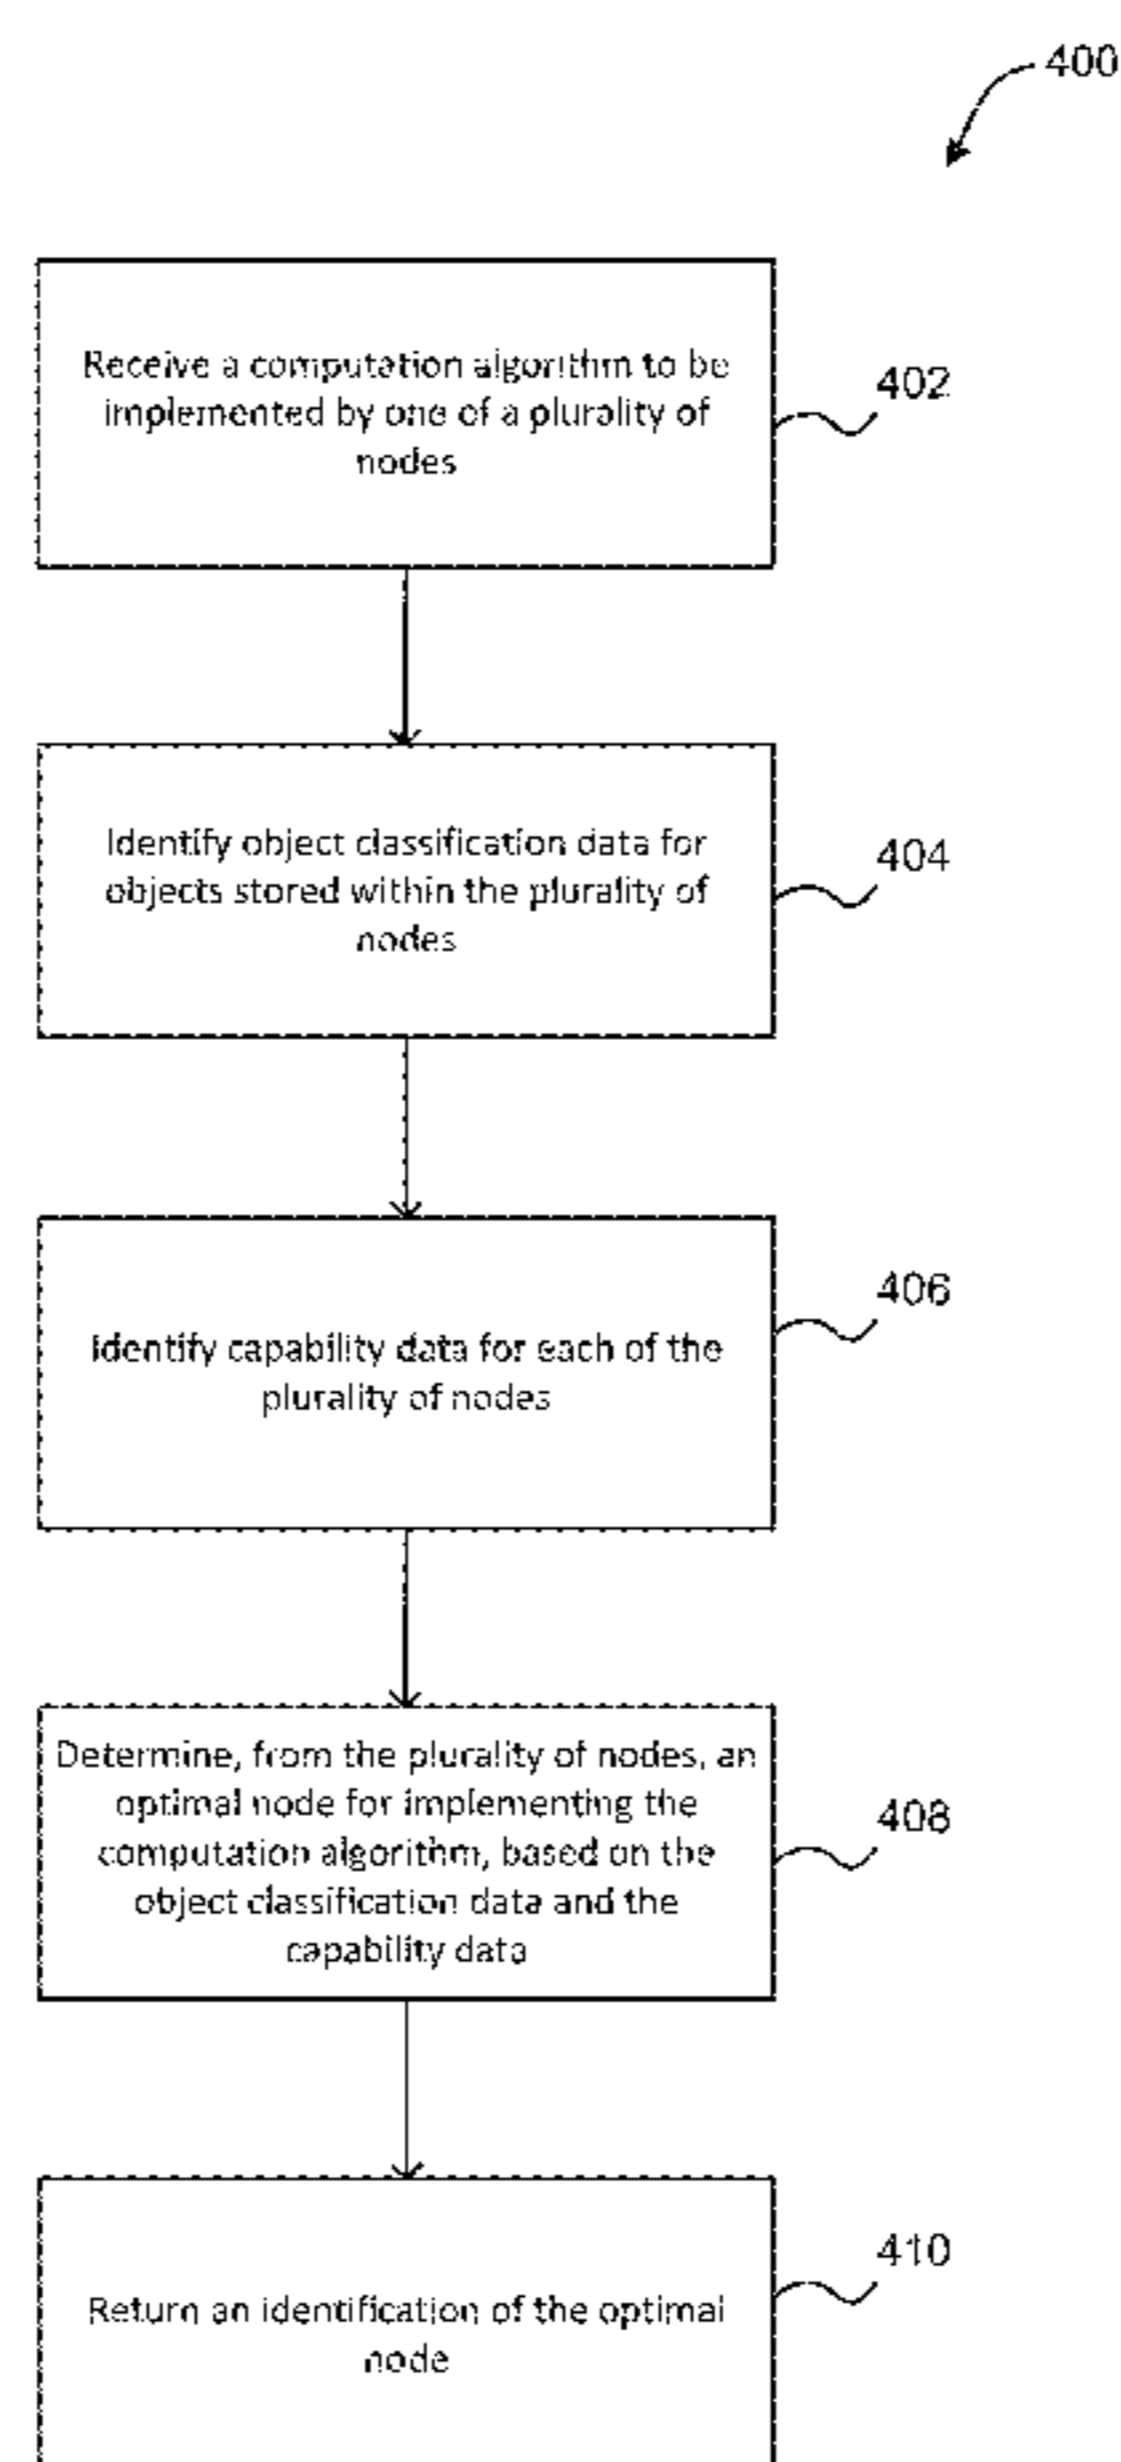 400
Receive a computation algorithm to be
implemented by one of a plurality of
nodes
402
Identify object classification data for
objects stored within the plurality of
nodes
404
Identify capability data for each of the
plurality of nodes
406
Determine, from the plurality of nodes, an
optimal node for implementing the
computation algorithm, based on the
object classification data and the
capability data
408
Return an identification of the optimal
node
410